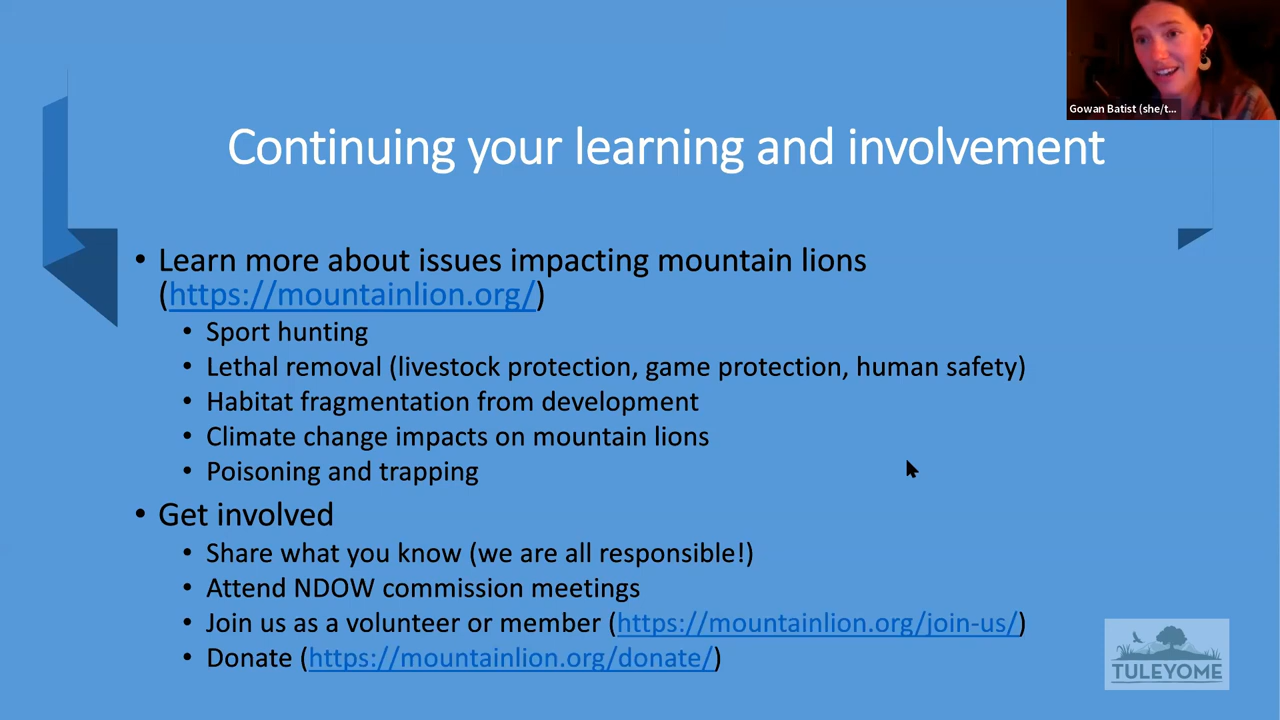 Gowan Batist (she/t...
Continuing your learning and involvement
• Learn more about issues impacting mountain lions
(https://mountainlion.org/)
• Sport hunting
• Lethal removal (livestock protection, game protection, human safety)
• Habitat fragmentation from development
• Climate change impacts on mountain lions
• Poisoning and trapping
• Get involved
• Share what you know (we are all responsible!)
• Attend NDOW commission meetings
• Join us as a volunteer or member (https://mountainlion.org/join-us/)
• Donate (https://mountainlion.org/donate/)
TULEYOME